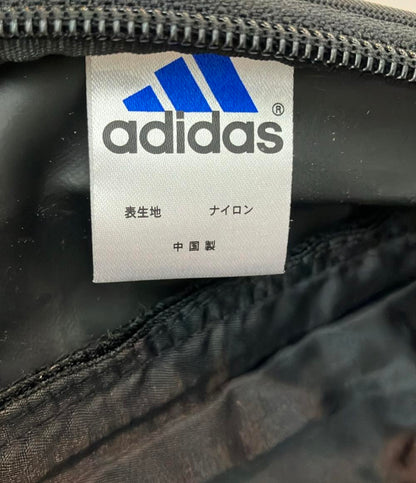 adidas®
表生地 ナイロン
中国製